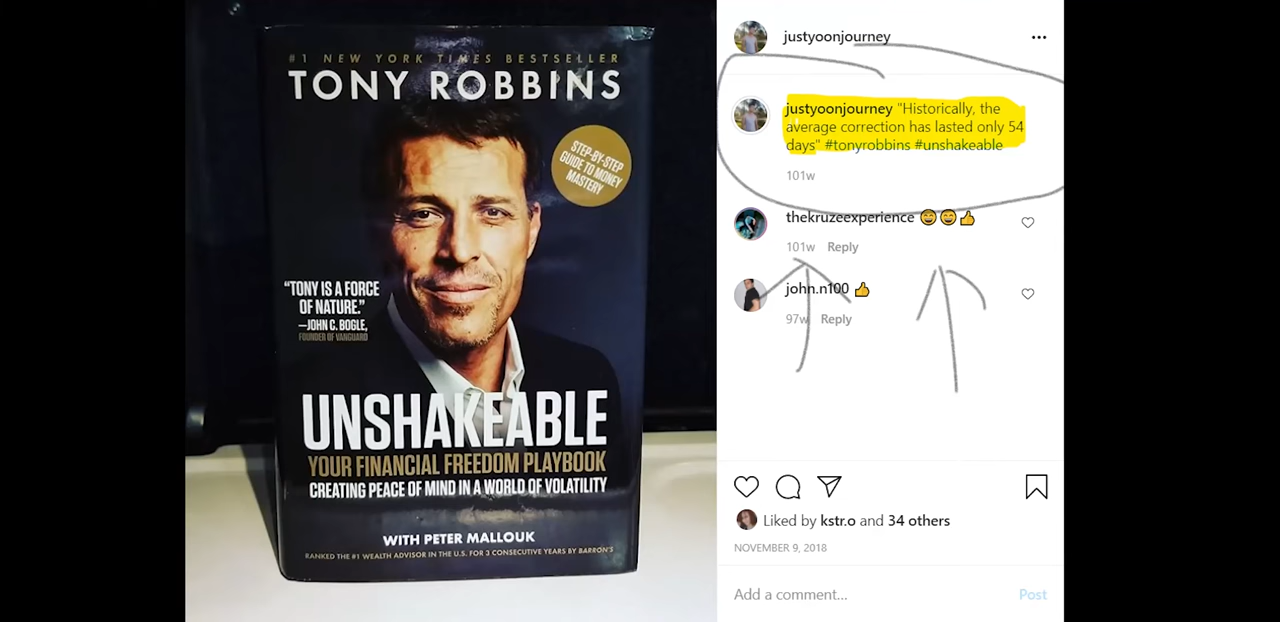 #1 NEW YORK TIMES BESTSELLER
TONY ROBBINS
STEP-BY-STEP
GUIDE TO MONEY
MASTERY
"TONY IS A FORCE
OF NATURE."
—JOHN C. BOGLE,
FOUNDER OF VANGUARD
UNSHAKEABLE
YOUR FINANCIAL FREEDOM PLAYBOOK
CREATING PEACE OF MIND IN A WORLD OF VOLATILITY
WITH PETER MALLOUK
RANKED THE #1 WEALTH ADVISOR IN THE U.S. FOR 3 CONSECUTIVE YEARS BY BARRON'S
justyoonjourney
justyoonjourney "Historically, the
average correction has lasted only 54
days" #tonyrobbins #unshakeable
101w
thekruzeexperience 😄😄👍
101w Reply
john.n100 👍
97w Reply
Liked by kstr.o and 34 others
NOVEMBER 9, 2018
Add a comment... Post